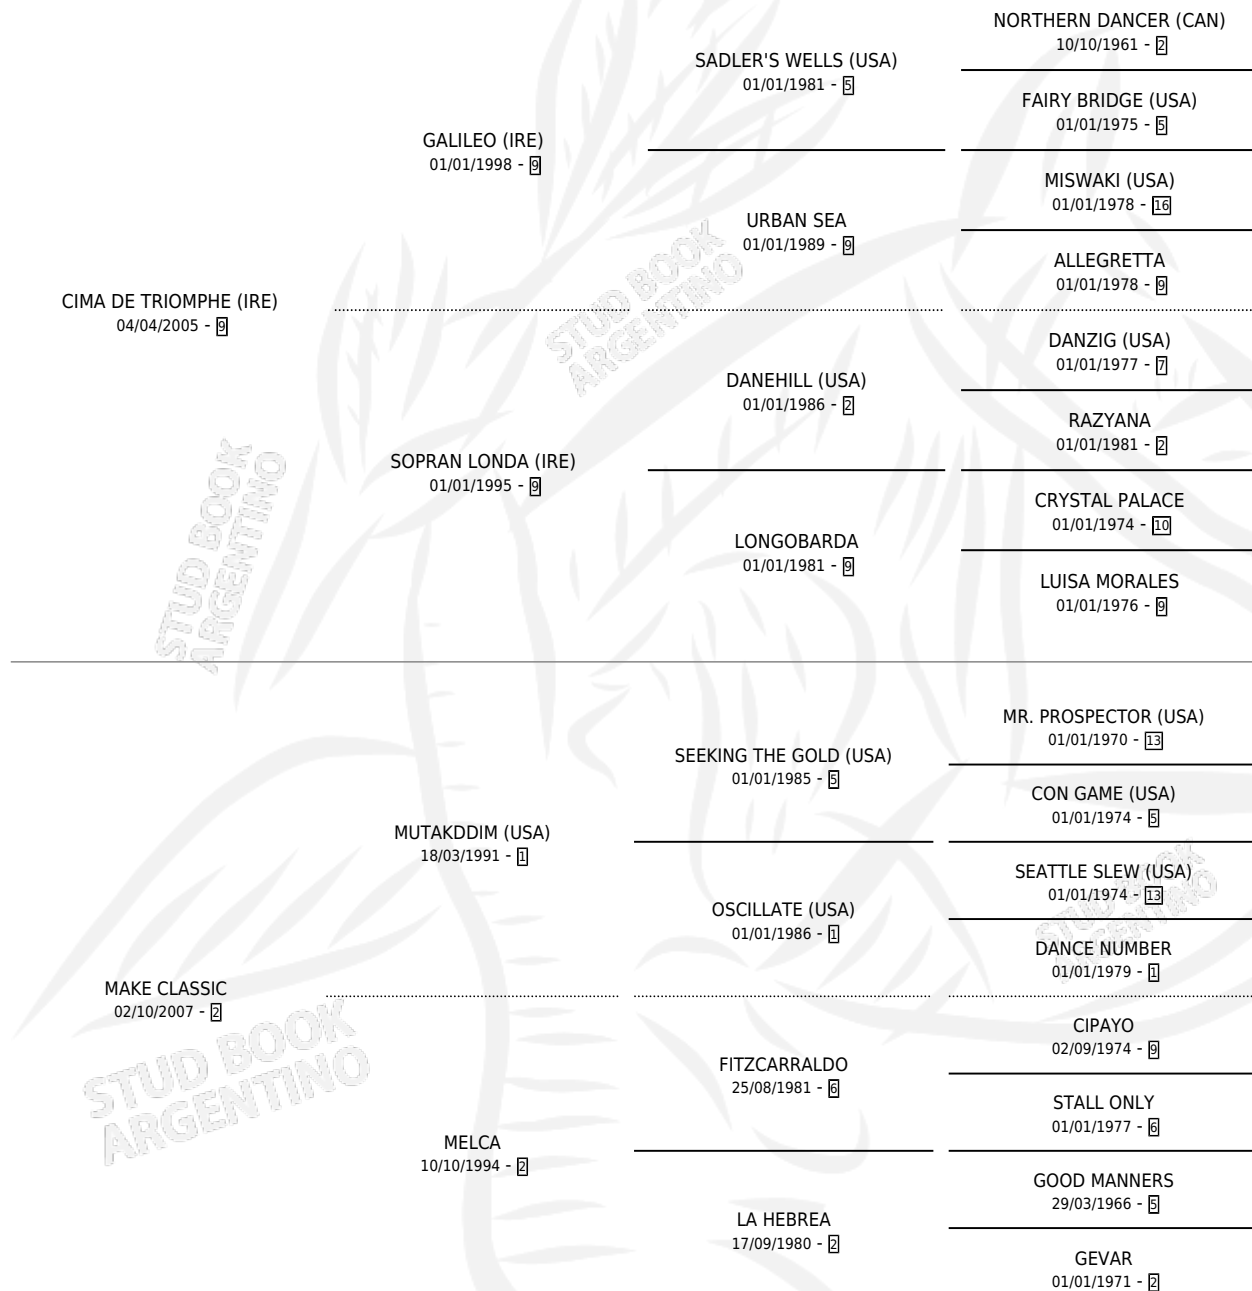 NORTHERN DANCER (CAN)
10/10/1961 - 2
SADLER'S WELLS (USA)
01/01/1981 - 5
FAIRY BRIDGE (USA)
01/01/1975 - 5
GALILEO (IRE)
01/01/1998 - 9
MISWAKI (USA)
01/01/1978 - 16
URBAN SEA
01/01/1989 - 9
ALLEGRETTA
01/01/1978 - 9
CIMA DE TRIOMPHE (IRE)
04/04/2005 - 9
DANZIG (USA)
01/01/1977 - 7
DANEHILL (USA)
01/01/1986 - 2
RAZYANA
01/01/1981 - 2
SOPRAN LONDA (IRE)
01/01/1995 - 9
CRYSTAL PALACE
01/01/1974 - 10
LONGOBARDA
01/01/1981 - 9
LUISA MORALES
01/01/1976 - 9
MR. PROSPECTOR (USA)
01/01/1970 - 13
SEEKING THE GOLD (USA)
01/01/1985 - 5
CON GAME (USA)
01/01/1974 - 5
MUTAKDDIM (USA)
18/03/1991 - 1
SEATTLE SLEW (USA)
01/01/1974 - 13
OSCILLATE (USA)
01/01/1986 - 1
DANCE NUMBER
01/01/1979 - 1
MAKE CLASSIC
02/10/2007 - 2
CIPAYO
02/09/1974 - 9
FITZCARRALDO
25/08/1981 - 6
STALL ONLY
01/01/1977 - 6
MELCA
10/10/1994 - 2
GOOD MANNERS
29/03/1966 - 5
LA HEBREA
17/09/1980 - 2
GEVAR
01/01/1971 - 2
STUD BOOK
ARGENTINO
STUD BOOK
ARGENTINO
STUD BOOK
ARGENTINO
STUD BOOK
ARGENTINO